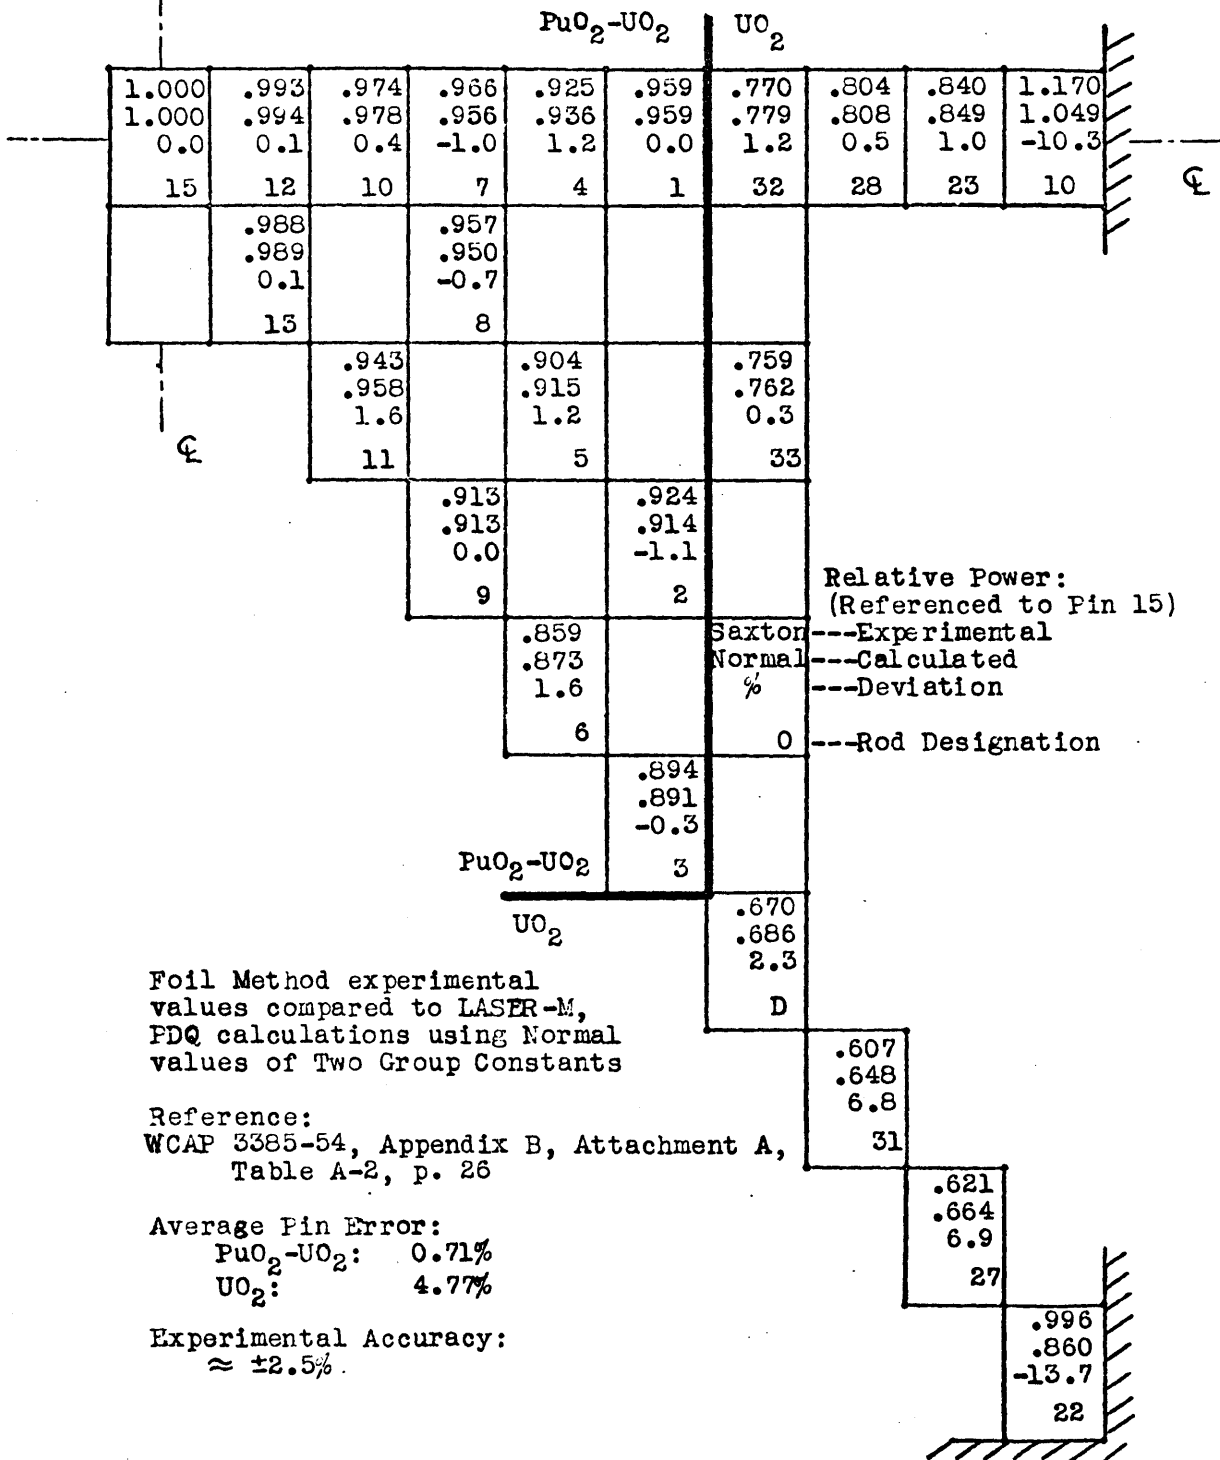 PuO2-UO2 UO2
1.000 .993 .974 .966 .925 .959 .770 .804 .840 1.170
1.000 .994 .978 .956 .936 .959 .779 .808 .849 1.049
0.0 0.1 0.4 -1.0 1.2 0.0 1.2 0.5 1.0 -10.3
15 12 10 7 4 1 32 28 23 10
℄
.988 .957
.989 .950
0.1 -0.7
13 8
.943 .904 .759
.958 .915 .762
1.6 1.2 0.3
11 5 33
℄
.913 .924
.913 .914
0.0 -1.1
9 2
Relative Power:
(Referenced to Pin 15)
.859 Saxton---Experimental
.873 Normal---Calculated
1.6 % ---Deviation
6 0 ---Rod Designation
.894
.891
-0.3
3
PuO2-UO2
UO2
.670
.686
2.3
D
Foil Method experimental
values compared to LASER-M,
PDQ calculations using Normal
values of Two Group Constants
.607
.648
6.8
31
Reference:
WCAP 3385-54, Appendix B, Attachment A,
Table A-2, p. 26
.621
.664
6.9
27
Average Pin Error:
PuO2-UO2: 0.71%
UO2: 4.77%
.996
.860
-13.7
22
Experimental Accuracy:
≈ ±2.5%.